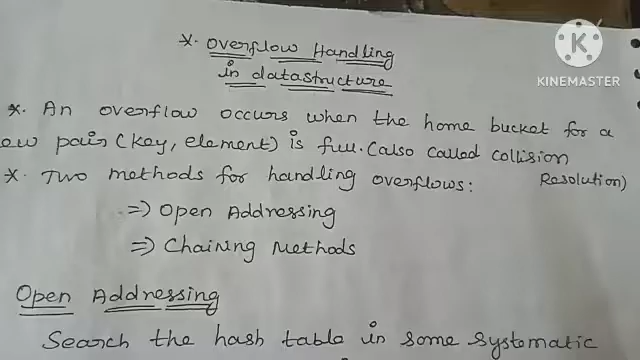 *. Overflow Handling
in datastructure
KINEMASTER
*. An overflow occurs when the home bucket for a
ew pair (key, element) is full. (also called collision
Resolution)
* Two methods for handling overflows:
=> Open Addressing
=> Chaining Methods
Open Addressing
Search the hash table in some systematic